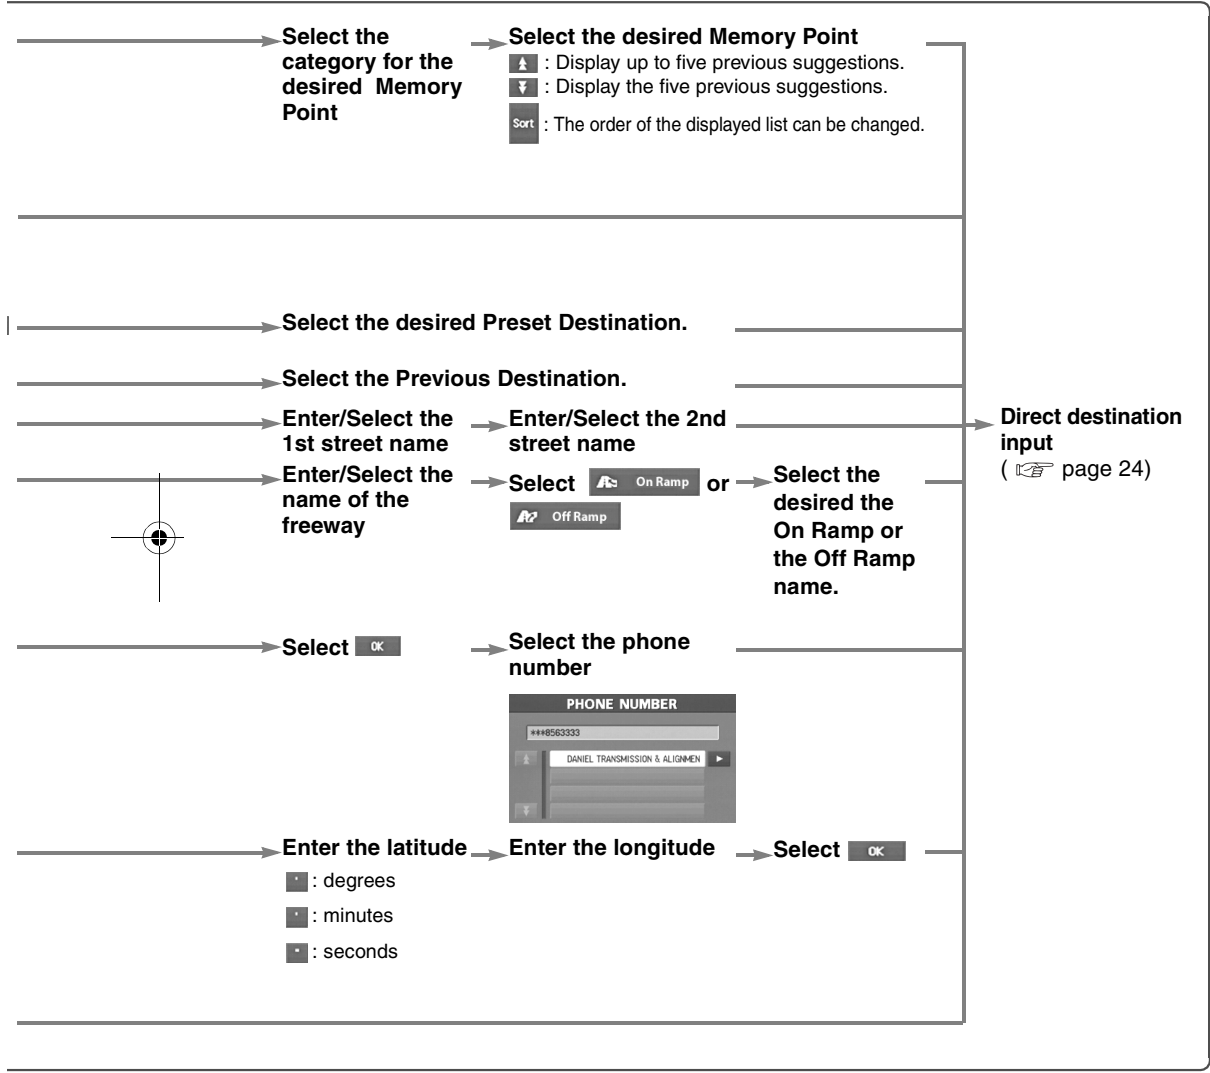 Select the
category for the
desired Memory
Point
Select the desired Memory Point
: Display up to five previous suggestions.
: Display the five previous suggestions.
Sort : The order of the displayed list can be changed.
Select the desired Preset Destination.
Select the Previous Destination.
Enter/Select the
1st street name
Enter/Select the 2nd
street name
Direct destination
input
( ☞ page 24)
Enter/Select the
name of the
freeway
Select On Ramp or
Off Ramp
Select the
desired the
On Ramp or
the Off Ramp
name.
Select OK
Select the phone
number
PHONE NUMBER
***8563333
DANIEL TRANSMISSION & ALIGNMEN
Enter the latitude
° : degrees
' : minutes
" : seconds
Enter the longitude
Select OK